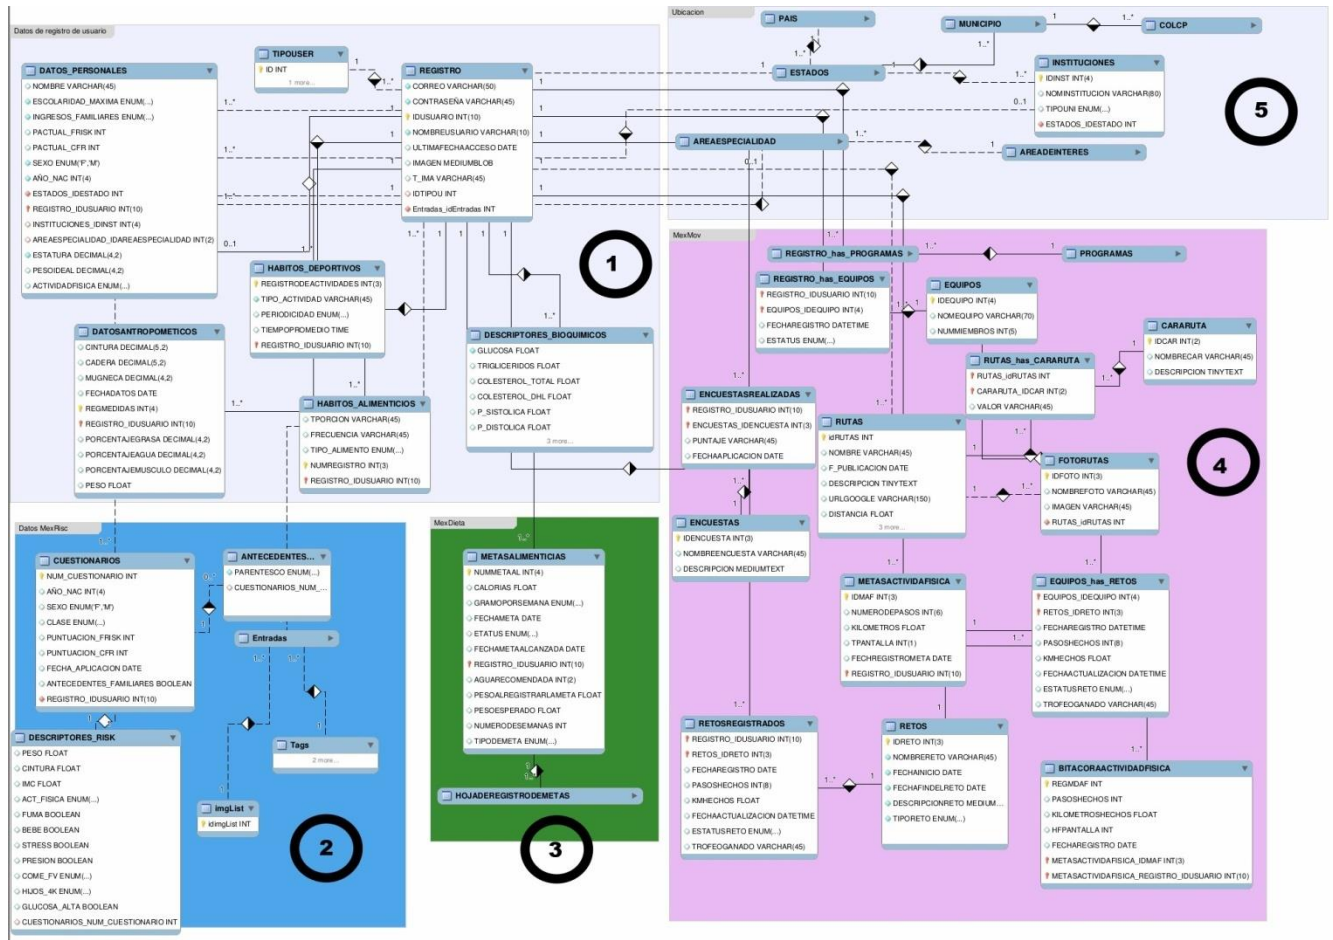 Datos de registro de usuario
DATOS_PERSONALES
NOMBRE VARCHAR(45)
ESCOLARIDAD_MAXIMA ENUM(...)
INGRESOS_FAMILIARES ENUM(...)
PACTUAL_FRISK INT
PACTUAL_CFR INT
SEXO ENUM('F','M')
AÑO_NAC INT(4)
ESTADOS_IDESTADO INT
REGISTRO_IDUSUARIO INT(10)
INSTITUCIONES_IDINST INT(4)
AREAESPECIALIDAD_IDAREAESPECIALIDAD INT(2)
ESTATURA DECIMAL(4,2)
PESOIDEAL DECIMAL(4,2)
ACTIVIDADFISICA ENUM(...)
TIPOUSER
ID INT
1 more...
REGISTRO
CORREO VARCHAR(50)
CONTRASEÑA VARCHAR(45)
IDUSUARIO INT(10)
NOMBREUSUARIO VARCHAR(10)
ULTIMAFECHAACCESO DATE
IMAGEN MEDIUMBLOB
T_IMA VARCHAR(45)
IDTIPOU INT
Entradas_idEntradas INT
HABITOS_DEPORTIVOS
REGISTRODEACTIVIDADES INT(3)
TIPO_ACTIVIDAD VARCHAR(45)
PERIODICIDAD ENUM(...)
TIEMPOPROMEDIO TIME
REGISTRO_IDUSUARIO INT(10)
DATOSANTROPOMETICOS
CINTURA DECIMAL(5,2)
CADERA DECIMAL(5,2)
MUGNECA DECIMAL(4,2)
FECHADATOS DATE
REGMEDIDAS INT(4)
REGISTRO_IDUSUARIO INT(10)
PORCENTAJEGRASA DECIMAL(4,2)
PORCENTAJEAGUA DECIMAL(4,2)
PORCENTAJEMUSCULO DECIMAL(4,2)
PESO FLOAT
HABITOS_ALIMENTICIOS
TPORCION VARCHAR(45)
FRECUENCIA VARCHAR(45)
TIPO_ALIMENTO ENUM(...)
NUMREGISTRO INT(3)
REGISTRO_IDUSUARIO INT(10)
DESCRIPTORES_BIOQUIMICOS
GLUCOSA FLOAT
TRIGLICERIDOS FLOAT
COLESTEROL_TOTAL FLOAT
COLESTEROL_DHL FLOAT
P_SISTOLICA FLOAT
P_DISTOLICA FLOAT
3 more...
1
Datos MexRisc
CUESTIONARIOS
NUM_CUESTIONARIO INT
AÑO_NAC INT(4)
SEXO ENUM('F','M')
CLASE ENUM(...)
PUNTUACION_FRISK INT
PUNTUACION_CFR INT
FECHA_APLICACION DATE
ANTECEDENTES_FAMILIARES BOOLEAN
REGISTRO_IDUSUARIO INT(10)
ANTECEDENTES...
PARENTESCO ENUM(...)
CUESTIONARIOS_NUM_...
Entradas
Tags
2 more...
imgList
idimgList INT
DESCRIPTORES_RISK
PESO FLOAT
CINTURA FLOAT
IMC FLOAT
ACT_FISICA ENUM(...)
FUMA BOOLEAN
BEBE BOOLEAN
STRESS BOOLEAN
PRESION BOOLEAN
COME_FV ENUM(...)
HIJOS_4K ENUM(...)
GLUCOSA_ALTA BOOLEAN
CUESTIONARIOS_NUM_CUESTIONARIO INT
2
MexDieta
METASALIMENTICIAS
NUMMETAAL INT(4)
CALORIAS FLOAT
GRAMOPORSEMANA ENUM(...)
FECHAMETA DATE
ETATUS ENUM(...)
FECHAMETAALCANZADA DATE
REGISTRO_IDUSUARIO INT(10)
AGUARECOMENDADA INT(2)
PESOALREGISTRARLAMETA FLOAT
PESOESPERADO FLOAT
NUMERODESEMANAS INT
TIPODEMETA ENUM(...)
HOJADEREGISTRODEMETAS
3
Ubicacion
PAIS
MUNICIPIO
COLCP
ESTADOS
INSTITUCIONES
IDINST INT(4)
NOMINSTITUCION VARCHAR(80)
TIPOUNI ENUM(...)
ESTADOS_IDESTADO INT
AREAESPECIALIDAD
AREADEINTERES
5
MexMov
REGISTRO_has_PROGRAMAS
PROGRAMAS
REGISTRO_has_EQUIPOS
REGISTRO_IDUSUARIO INT(10)
EQUIPOS_IDEQUIPO INT(4)
FECHAREGISTRO DATETIME
ESTATUS ENUM(...)
EQUIPOS
IDEQUIPO INT(4)
NOMEQUIPO VARCHAR(70)
NUMMIEMBROS INT(5)
CARARUTA
IDCAR INT(2)
NOMBRECAR VARCHAR(45)
DESCRIPCION TINYTEXT
RUTAS_has_CARARUTA
RUTAS_idRUTAS INT
CARARUTA_IDCAR INT(2)
VALOR VARCHAR(45)
ENCUESTASREALIZADAS
REGISTRO_IDUSUARIO INT(10)
ENCUESTAS_IDENCUESTA INT(3)
PUNTAJE VARCHAR(45)
FECHAAPLICACION DATE
RUTAS
idRUTAS INT
NOMBRE VARCHAR(45)
F_PUBLICACION DATE
DESCRIPCION TINYTEXT
URLGOOGLE VARCHAR(150)
DISTANCIA FLOAT
3 more...
FOTORUTAS
IDFOTO INT(3)
NOMBREFOTO VARCHAR(45)
IMAGEN VARCHAR(45)
RUTAS_idRUTAS INT
4
ENCUESTAS
IDENCUESTA INT(3)
NOMBREENCUESTA VARCHAR(45)
DESCRIPCION MEDIUMTEXT
METASACTIVIDADFISICA
IDMAF INT(3)
NUMERODEPASOS INT(6)
KILOMETROS FLOAT
TPANTALLA INT(1)
FECHREGISTROMETA DATE
REGISTRO_IDUSUARIO INT(10)
EQUIPOS_has_RETOS
EQUIPOS_IDEQUIPO INT(4)
RETOS_IDRETO INT(3)
FECHAREGISTRO DATETIME
PASOSHECHOS INT(8)
KMHECHOS FLOAT
FECHAACTUALIZACION DATETIME
ESTATUSRETO ENUM(...)
TROFEOGANADO VARCHAR(45)
RETOSREGISTRADOS
REGISTRO_IDUSUARIO INT(10)
RETOS_IDRETO INT(3)
FECHAREGISTRO DATE
PASOSHECHOS INT(8)
KMHECHOS FLOAT
FECHAACTUALIZACION DATETIME
ESTATUSRETO ENUM(...)
TROFEOGANADO VARCHAR(45)
RETOS
IDRETO INT(3)
NOMBRERETO VARCHAR(45)
FECHAINICIO DATE
FECHAFINDELRETO DATE
DESCRIPCIONRETO MEDIUM...
TIPORETO ENUM(...)
BITACORAACTIVIDADFISICA
REGMDAF INT
PASOSHECHOS INT
KILOMETROSHECHOS FLOAT
HFPANTALLA INT
FECHAREGISTRO DATE
METASACTIVIDADFISICA_IDMAF INT(3)
METASACTIVIDADFISICA_REGISTRO_IDUSUARIO INT(10)